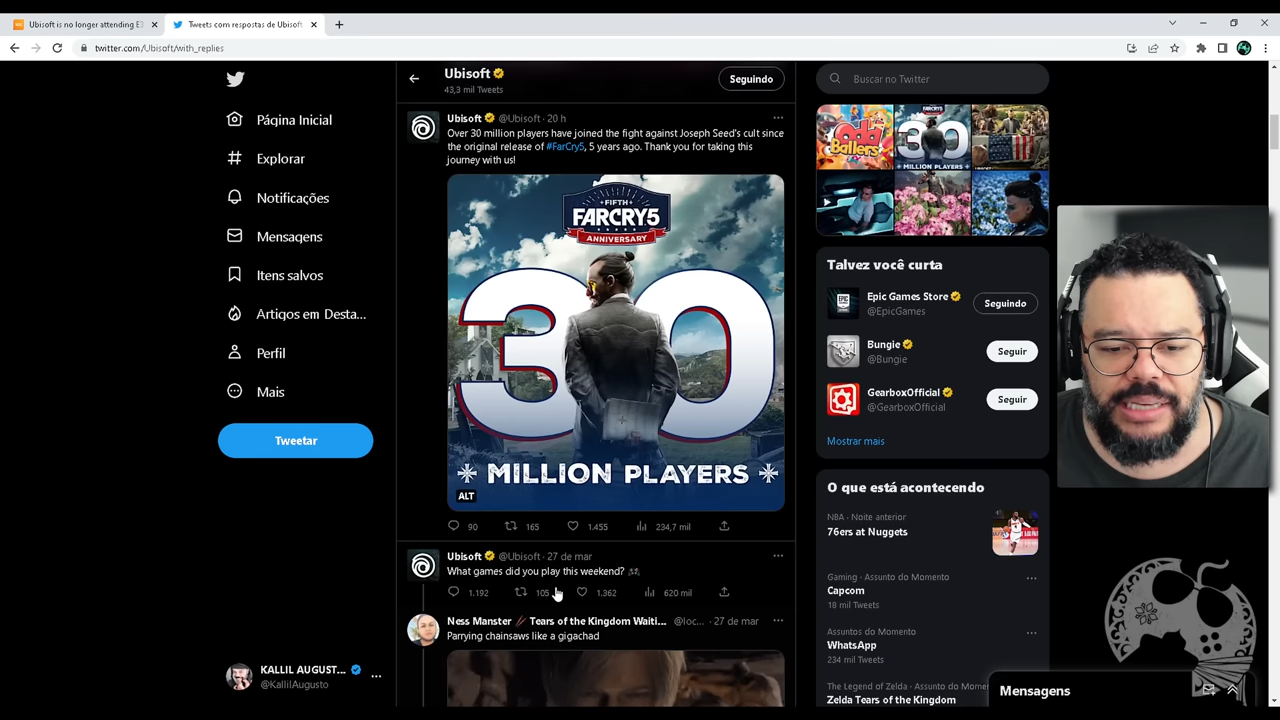 Ubisoft is no longer attending E
Tweets com respostas de Ubisof
twitter.com/Ubisoft/with_replies
Ubisoft
43,3 mil Tweets
Seguindo
Buscar no Twitter
Página Inicial
Explorar
Notificações
Mensagens
Itens salvos
Artigos em Desta...
Perfil
Mais
Tweetar
KALLIL AUGUST...
@KallilAugusto
Ubisoft @Ubisoft · 20 h
Over 30 million players have joined the fight against Joseph Seed's cult since
the original release of #FarCry5, 5 years ago. Thank you for taking this
journey with us!
FIFTH
FARCRY5
ANNIVERSARY
30
MILLION PLAYERS
ALT
90 165 1.455 234,7 mil
Ubisoft @Ubisoft · 27 de mar
What games did you play this weekend?
1.192 105 1.362 620 mil
Ness Manster Tears of the Kingdom Waiti... @loc... · 27 de mar
Parrying chainsaws like a gigachad
Odd
Ballers
30
MILLION PLAYERS
Talvez você curta
Epic Games Store
@EpicGames
Seguindo
Bungie
@Bungie
Seguir
GearboxOfficial
@GearboxOfficial
Seguir
Mostrar mais
O que está acontecendo
NBA · Noite anterior
76ers at Nuggets
Gaming · Assunto do Momento
Capcom
18 mil Tweets
Assuntos do Momento
WhatsApp
234 mil Tweets
The Legend of Zelda · Assunto do Mome
Zelda Tears of the Kingdom
Mensagens